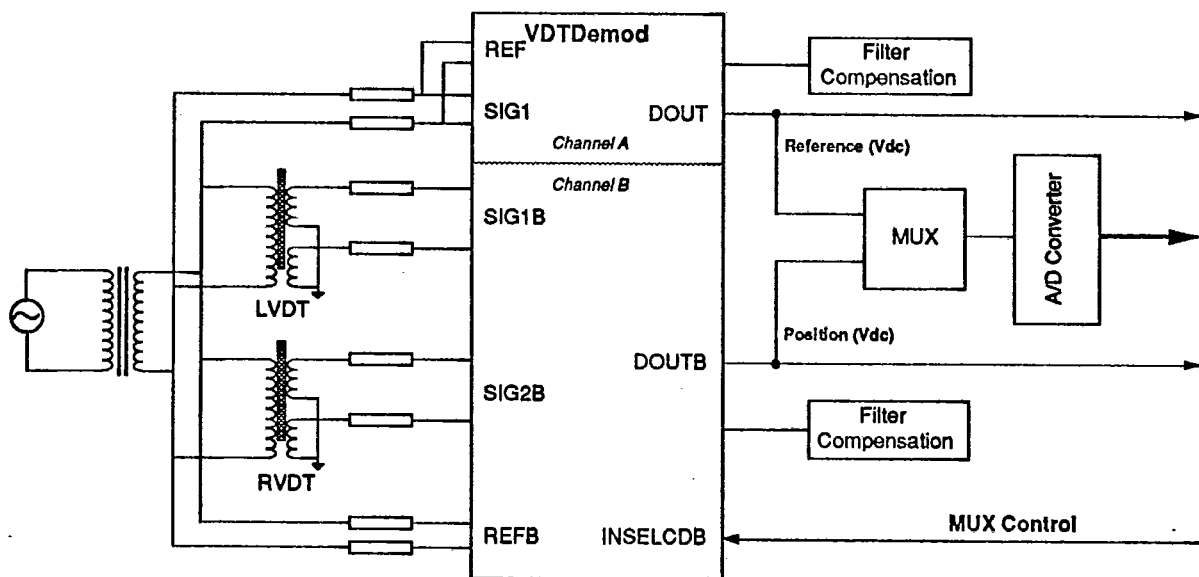 VDTDemod
REF
Filter
Compensation
SIG1
DOUT
Channel A
Reference (Vdc)
Channel B
SIG1B
MUX
A/D Converter
LVDT
Position (Vdc)
DOUTB
SIG2B
Filter
Compensation
RVDT
MUX Control
REFB
INSELCDB